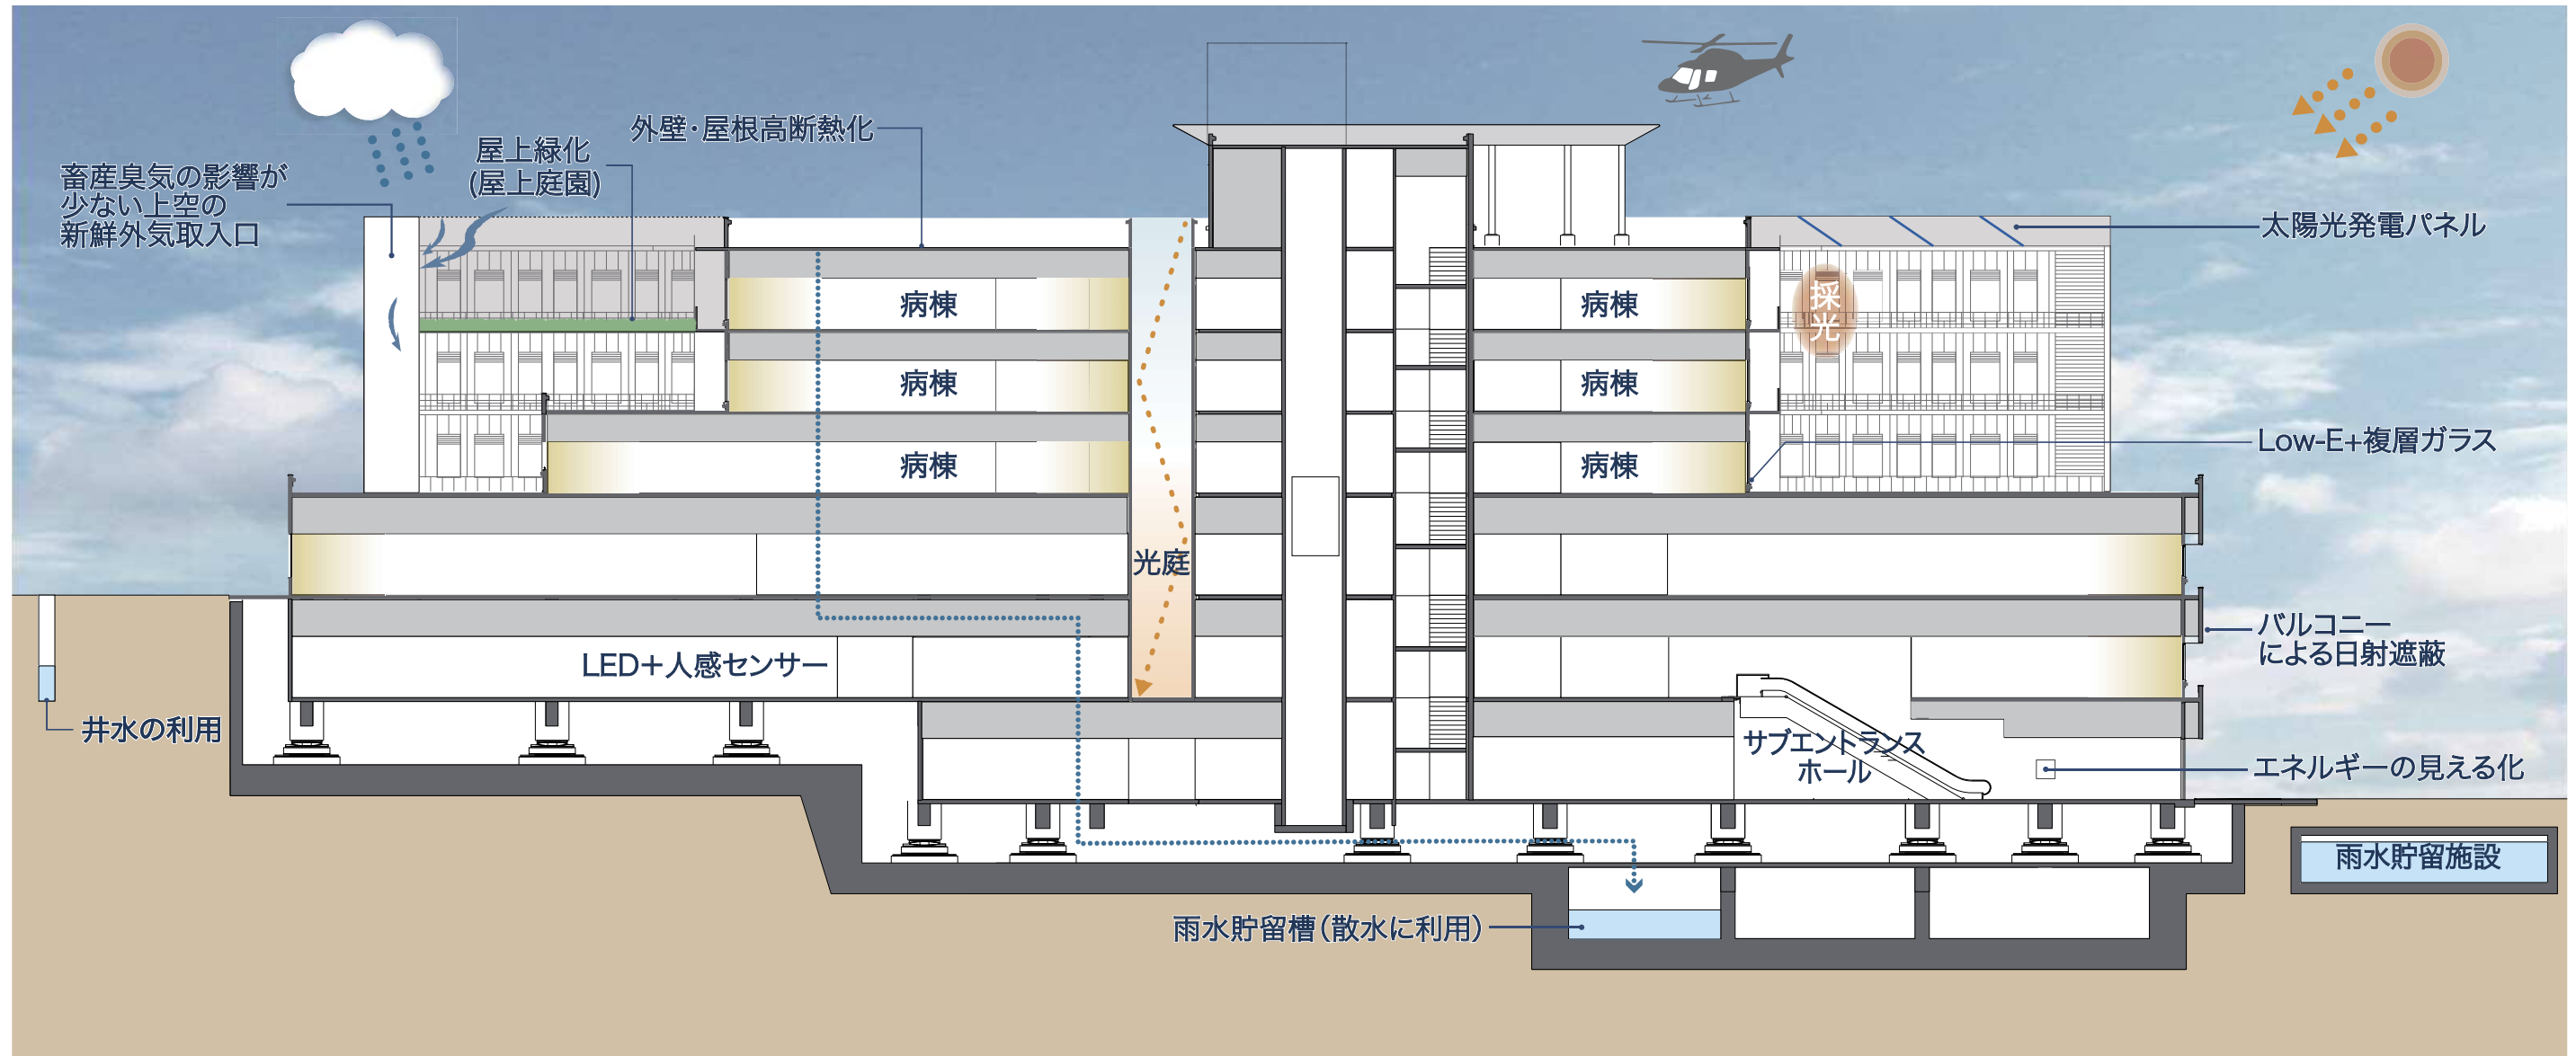 外壁・屋根高断熱化
屋上緑化
(屋上庭園)
畜産臭気の影響が
少ない上空の
新鮮外気取入口
太陽光発電パネル
病棟
病棟
採
光
病棟
病棟
病棟
病棟
Low-E+複層ガラス
光庭
LED+人感センサー
バルコニー
による日射遮蔽
井水の利用
サブエントランス
ホール
エネルギーの見える化
雨水貯留施設
雨水貯留槽(散水に利用)